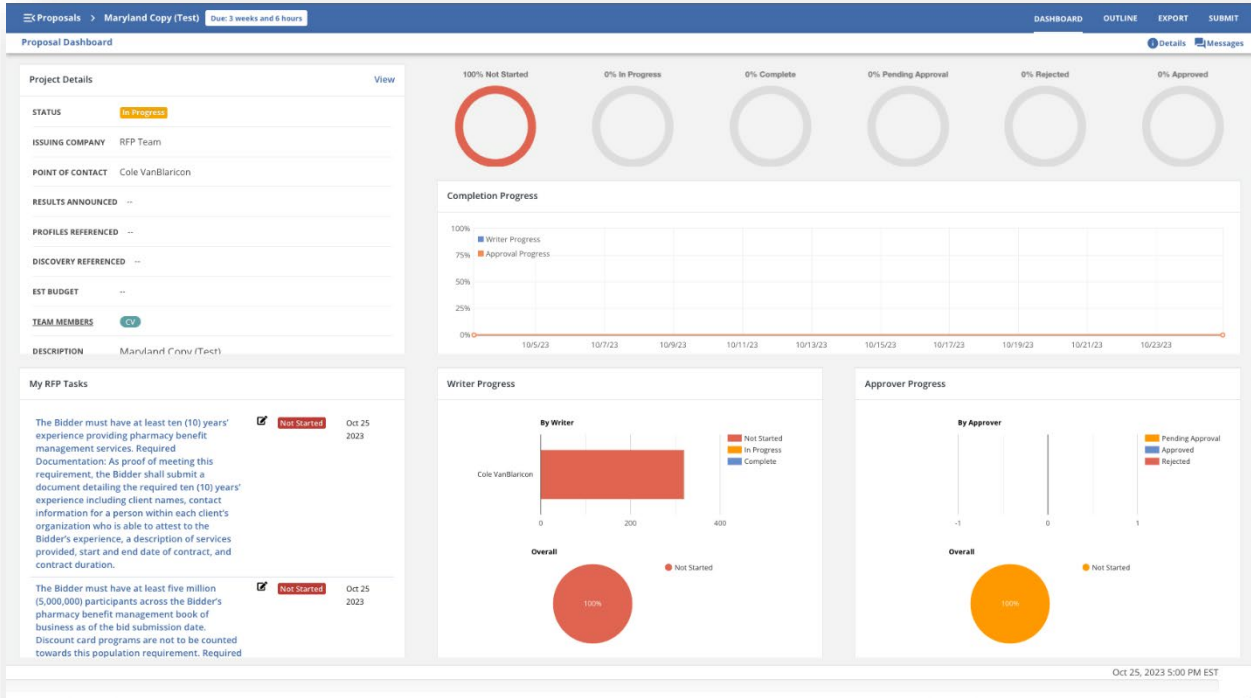 Proposals > Maryland Copy (Test) Due: 3 weeks and 6 hours
DASHBOARD OUTLINE EXPORT SUBMIT
Proposal Dashboard
Details Messages
Project Details View
STATUS In Progress
ISSUING COMPANY RFP Team
POINT OF CONTACT Cole VanBlaricon
RESULTS ANNOUNCED --
PROFILES REFERENCED --
DISCOVERY REFERENCED --
EST BUDGET --
TEAM MEMBERS CV
DESCRIPTION Maryland Copy (Test)
100% Not Started 0% In Progress 0% Complete 0% Pending Approval 0% Rejected 0% Approved
Completion Progress
100%
Writer Progress
75% Approval Progress
50%
25%
0%
10/5/23 10/7/23 10/9/23 10/11/23 10/13/23 10/15/23 10/17/23 10/19/23 10/21/23 10/23/23
My RFP Tasks
The Bidder must have at least ten (10) years' Not Started Oct 25
experience providing pharmacy benefit 2023
management services. Required
Documentation: As proof of meeting this
requirement, the Bidder shall submit a
document detailing the required ten (10) years'
experience including client names, contact
information for a person within each client's
organization who is able to attest to the
Bidder's experience, a description of services
provided, start and end date of contract, and
contract duration.
The Bidder must have at least five million Not Started Oct 25
(5,000,000) participants across the Bidder's 2023
pharmacy benefit management book of
business as of the bid submission date.
Discount card programs are not to be counted
towards this population requirement. Required
Writer Progress
By Writer
Not Started
In Progress
Complete
Cole VanBlaricon
0 200 400
Overall
Not Started
100%
Approver Progress
By Approver
Pending Approval
Approved
Rejected
-1 0 1
Overall
Not Started
100%
Oct 25, 2023 5:00 PM EST